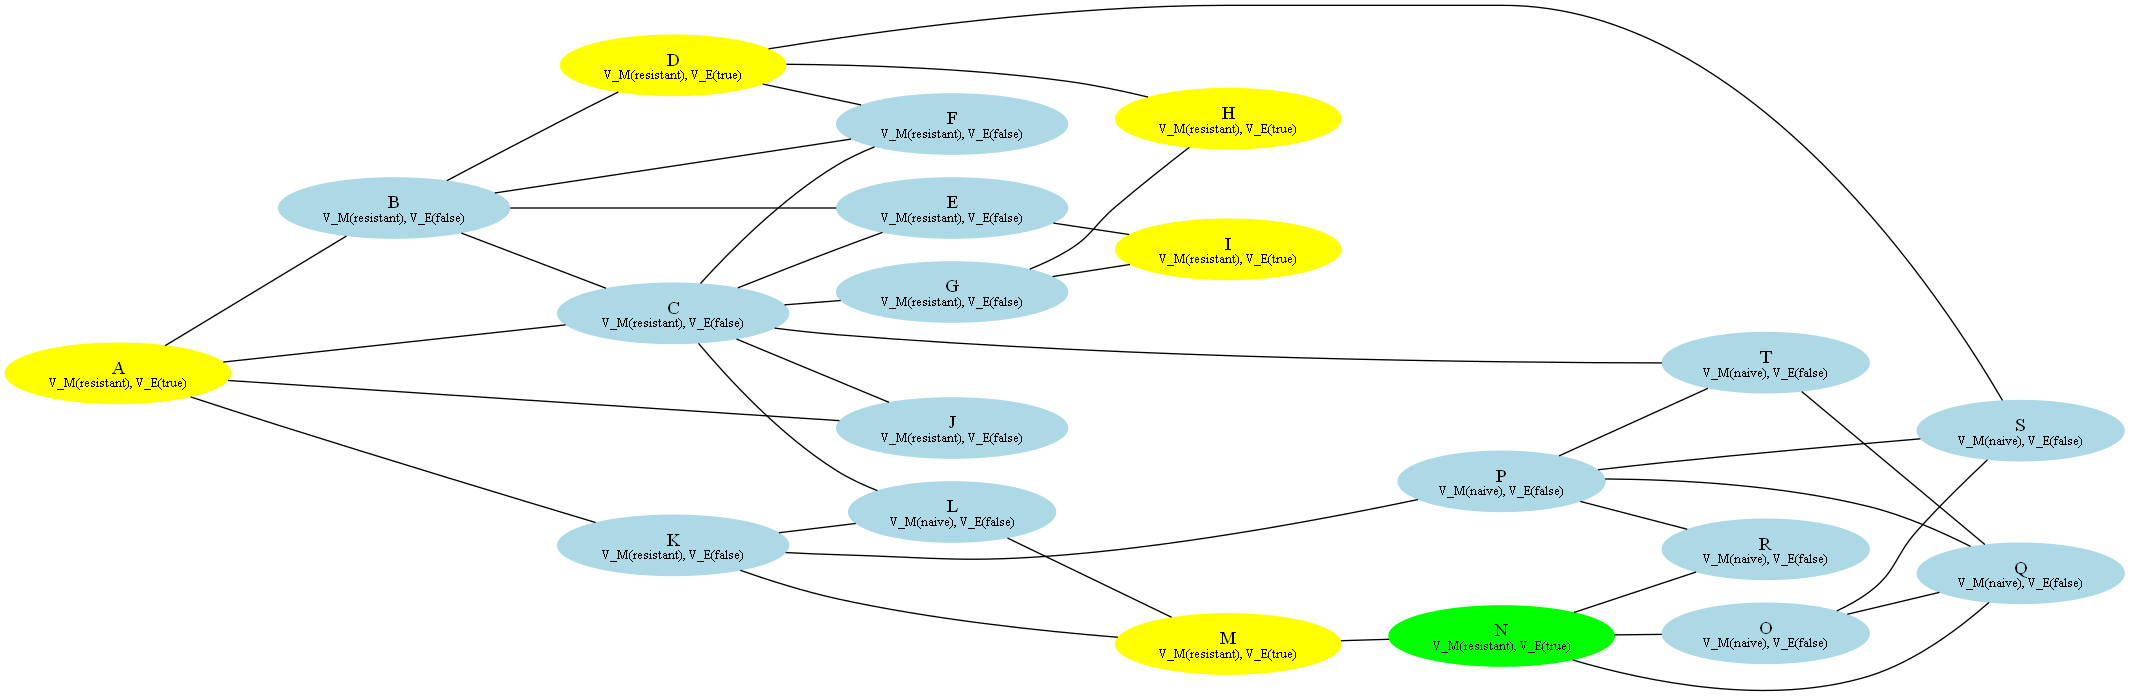 D
V_M(resistant), V_E(true)
F
V_M(resistant), V_E(false)
H
V_M(resistant), V_E(true)
B
V_M(resistant), V_E(false)
E
V_M(resistant), V_E(false)
I
V_M(resistant), V_E(true)
G
V_M(resistant), V_E(false)
C
V_M(resistant), V_E(false)
A
V_M(resistant), V_E(true)
T
V_M(naive), V_E(false)
J
V_M(resistant), V_E(false)
S
V_M(naive), V_E(false)
P
V_M(naive), V_E(false)
L
V_M(naive), V_E(false)
K
V_M(resistant), V_E(false)
R
V_M(naive), V_E(false)
Q
V_M(naive), V_E(false)
M
V_M(resistant), V_E(true)
N
V_M(resistant), V_E(true)
O
V_M(naive), V_E(false)